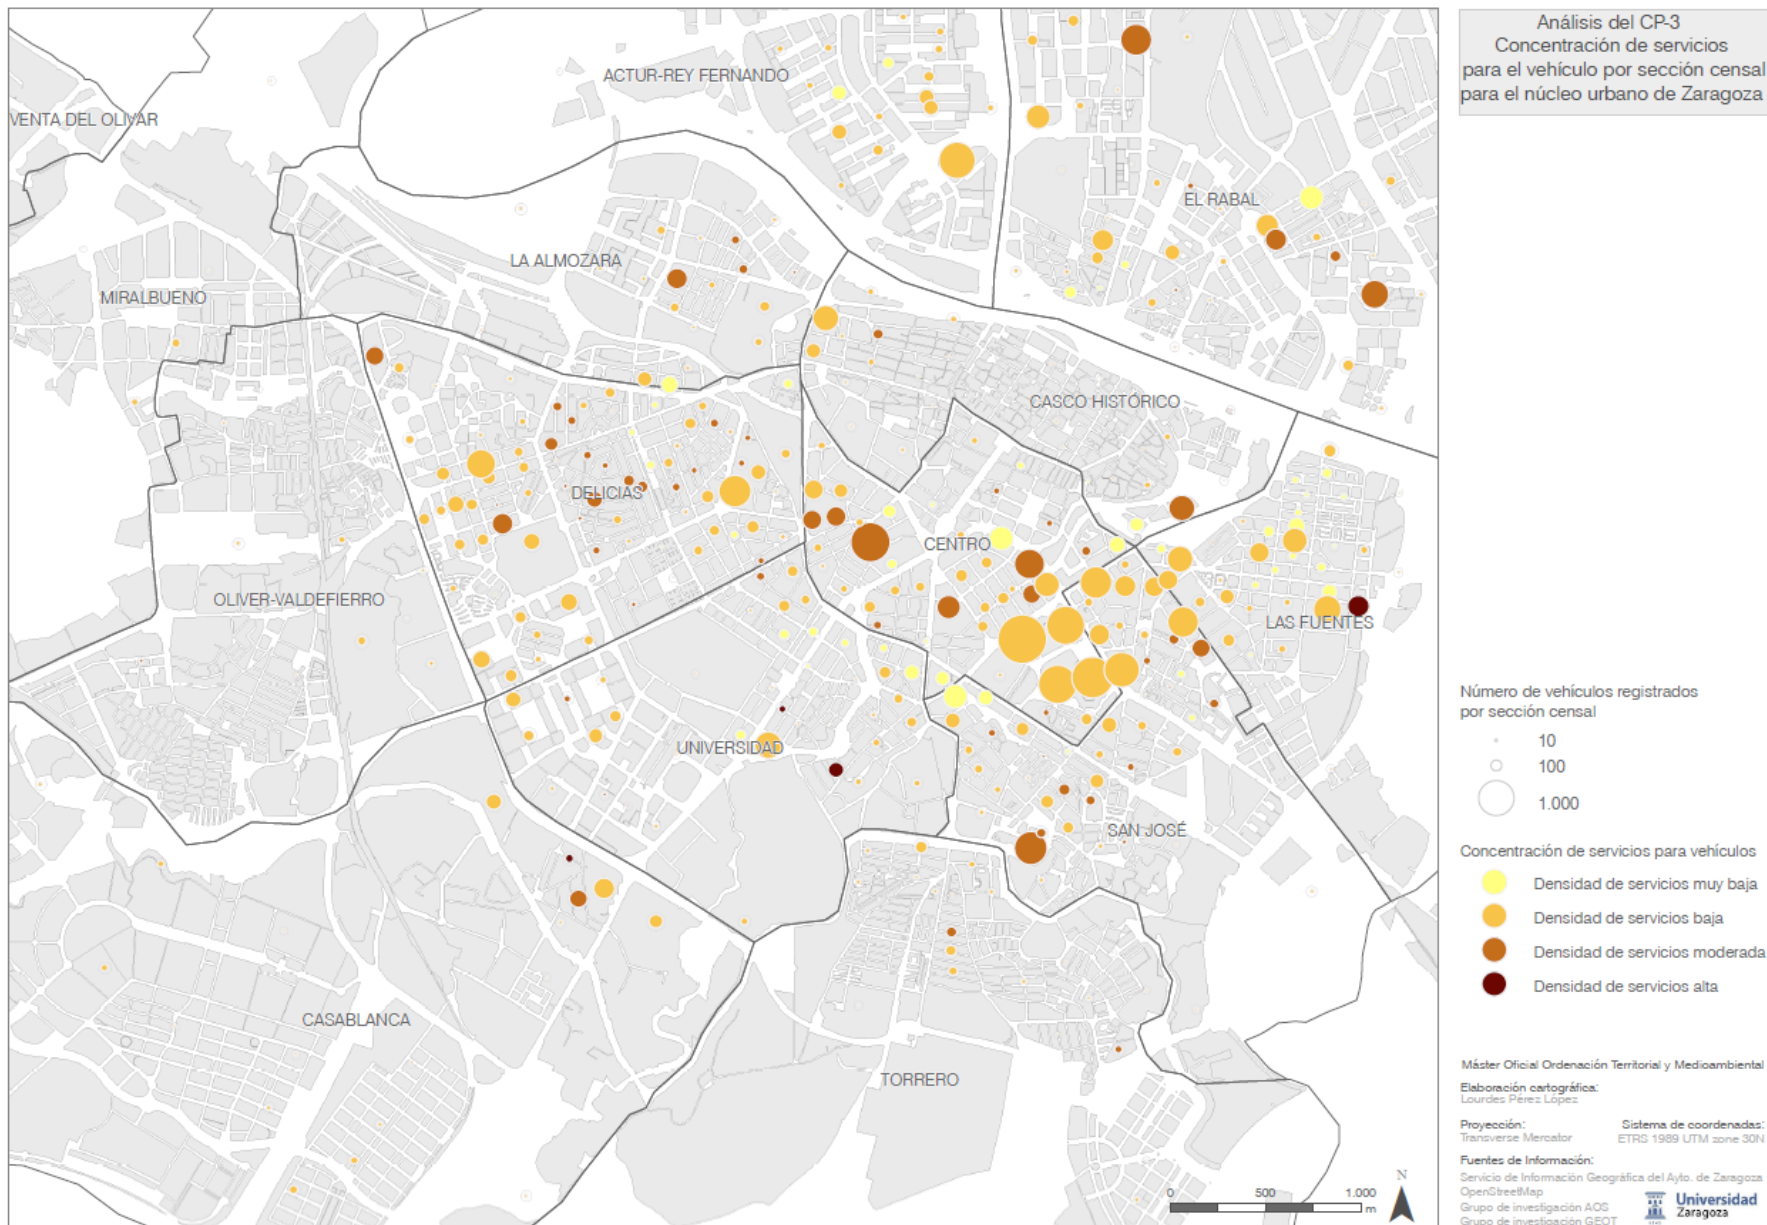 Análisis del CP-3
Concentración de servicios
para el vehículo por sección censal
para el núcleo urbano de Zaragoza
ACTUR-REY FERNANDO
VENTA DEL OLIVAR
EL RABAL
LA ALMOZARA
MIRALBUENO
CASCO HISTÓRICO
DELICIAS
CENTRO
OLIVER-VALDEFIERRO
LAS FUENTES
UNIVERSIDAD
SAN JOSÉ
CASABLANCA
TORRERO
Número de vehículos registrados
por sección censal
10
100
1.000
Concentración de servicios para vehículos
Densidad de servicios muy baja
Densidad de servicios baja
Densidad de servicios moderada
Densidad de servicios alta
Máster Oficial Ordenación Territorial y Medioambiental
Elaboración cartográfica:
Lourdes Pérez López
Proyección: Sistema de coordenadas:
Transverse Mercator ETRS 1989 UTM zone 30N
Fuentes de Información:
Servicio de Información Geográfica del Ayto. de Zaragoza
OpenStreetMap
Grupo de investigación AOS
Grupo de investigación GEOT
Universidad
Zaragoza
0 500 1.000
m
N